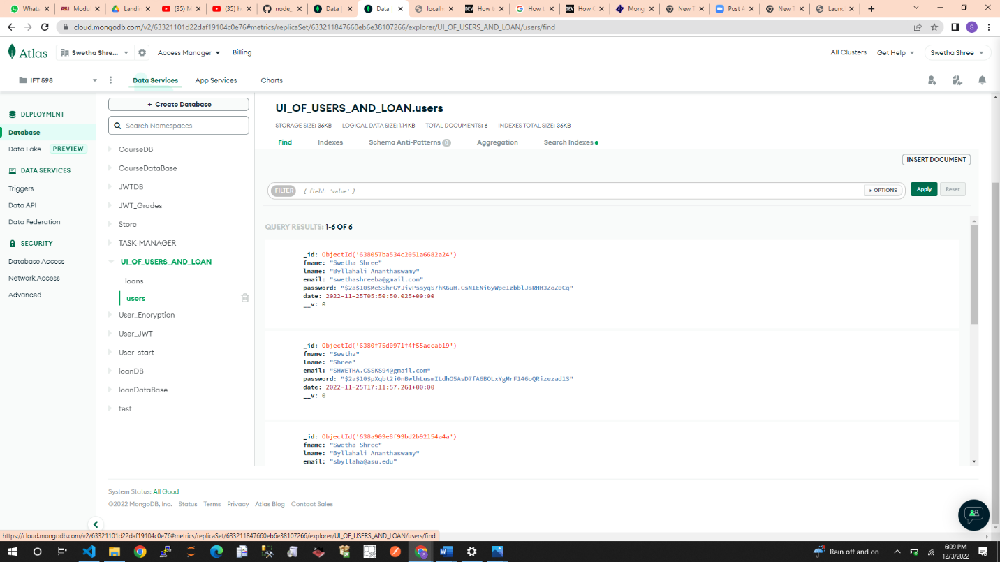 Whats
Modu
Landir
(35) M
(35) h
node_
Data |
Data |
localh
How t
How t
How C
Mong
New T
Post A
New T
Launc
cloud.mongodb.com/v2/63321101d22daf19104c0e76#metrics/replicaSet/633211847660eb6e38107266/explorer/UI_OF_USERS_AND_LOAN/users/find
S
Atlas
Swetha Shree...
Access Manager
Billing
All Clusters
Get Help
Swetha Shree
IFT 598
Data Services
App Services
Charts
DEPLOYMENT
Database
Data Lake
PREVIEW
DATA SERVICES
Triggers
Data API
Data Federation
SECURITY
Database Access
Network Access
Advanced
+ Create Database
Search Namespaces
CourseDB
CourseDataBase
JWTDB
JWT_Grades
Store
TASK-MANAGER
UI_OF_USERS_AND_LOAN
loans
users
User_Enoryption
User_JWT
User_start
loanDB
loanDataBase
test
UI_OF_USERS_AND_LOAN.users
STORAGE SIZE: 36KB LOGICAL DATA SIZE: 1.14KB TOTAL DOCUMENTS: 6 INDEXES TOTAL SIZE: 36KB
Find
Indexes
Schema Anti-Patterns 0
Aggregation
Search Indexes
INSERT DOCUMENT
FILTER { field: 'value' }
OPTIONS
Apply
Reset
QUERY RESULTS: 1-6 OF 6
_id: ObjectId('638057ba534c2051a6682a24')
fname: "Swetha Shree"
lname: "Byllahali Ananthaswamy"
email: "swethashreeba@gmail.com"
password: "$2a$10$MeSShrGYJivPssyqS7hK6uH.CsNIENi6yWpe1zbblJsRHH3ZoZ0Cq"
date: 2022-11-25T05:50:50.025+00:00
__v: 0
_id: ObjectId('6380f75d0971f4f55accab19')
fname: "Swetha"
lname: "Shree"
email: "SHWETHA.CSSKS94@gmail.com"
password: "$2a$10$pXqbt2i0nBwlhLusmILdhO5AsD7fA6BOLxYgMrF146oQRizezad1S"
date: 2022-11-25T17:11:57.261+00:00
__v: 0
_id: ObjectId('638a909e8f99bd2b92154a4a')
fname: "Swetha Shree"
lname: "Byllahali Ananthaswamy"
email: "sbyllaha@asu.edu"
System Status: All Good
©2022 MongoDB, Inc. Status Terms Privacy Atlas Blog Contact Sales
https://cloud.mongodb.com/v2/63321101d22daf19104c0e76#metrics/replicaSet/633211847660eb6e38107266/explorer/UI_OF_USERS_AND_LOAN/users/find
Rain off and on
6:09 PM
12/3/2022